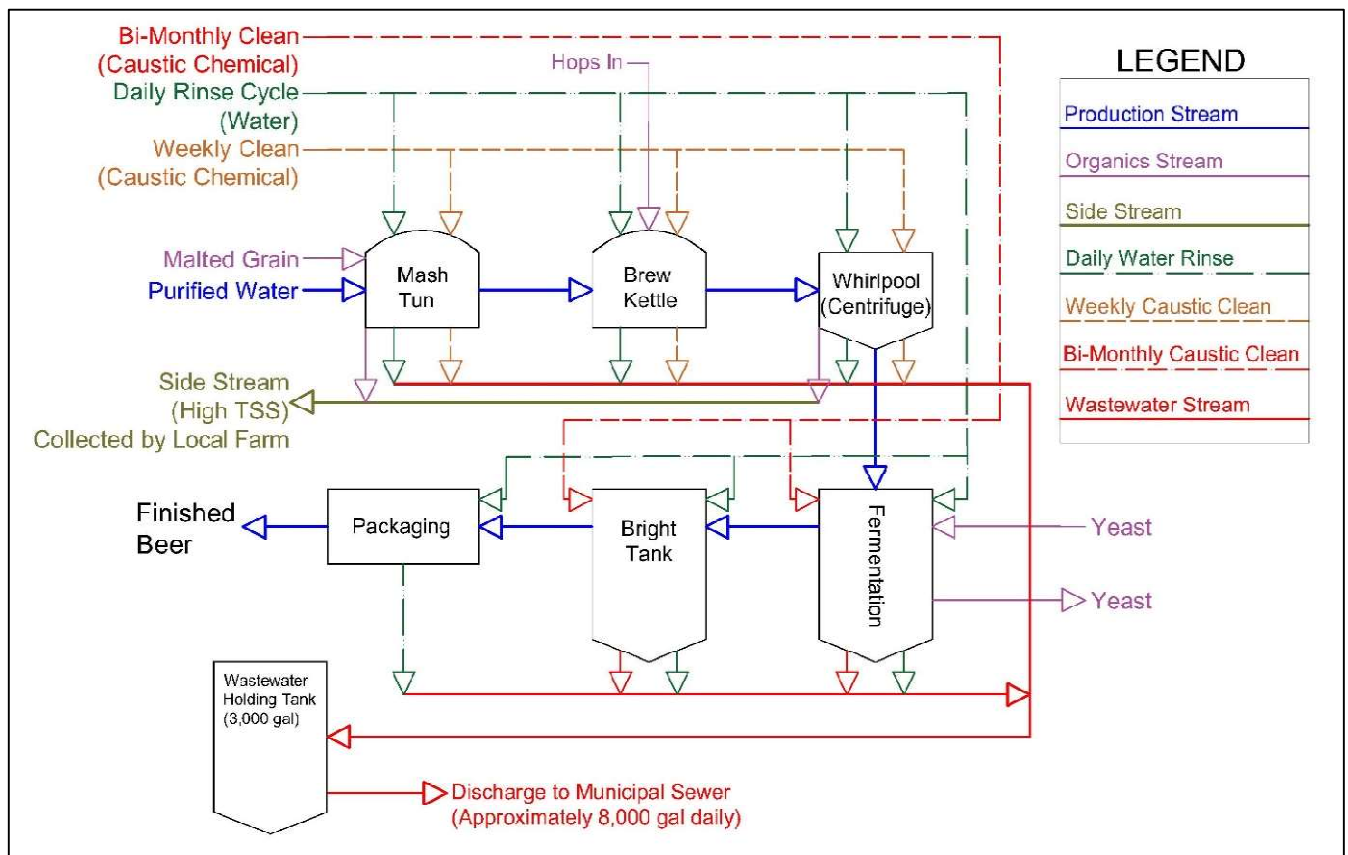 Bi-Monthly Clean
(Caustic Chemical)
Daily Rinse Cycle
(Water)
Weekly Clean
(Caustic Chemical)
Hops In
Malted Grain
Purified Water
Mash
Tun
Brew
Kettle
Whirlpool
(Centrifuge)
Side Stream
(High TSS)
Collected by Local Farm
Finished
Beer
Packaging
Bright
Tank
Fermentation
Yeast
Yeast
Wastewater
Holding Tank
(3,000 gal)
Discharge to Municipal Sewer
(Approximately 8,000 gal daily)
LEGEND
Production Stream
Organics Stream
Side Stream
Daily Water Rinse
Weekly Caustic Clean
Bi-Monthly Caustic Clean
Wastewater Stream